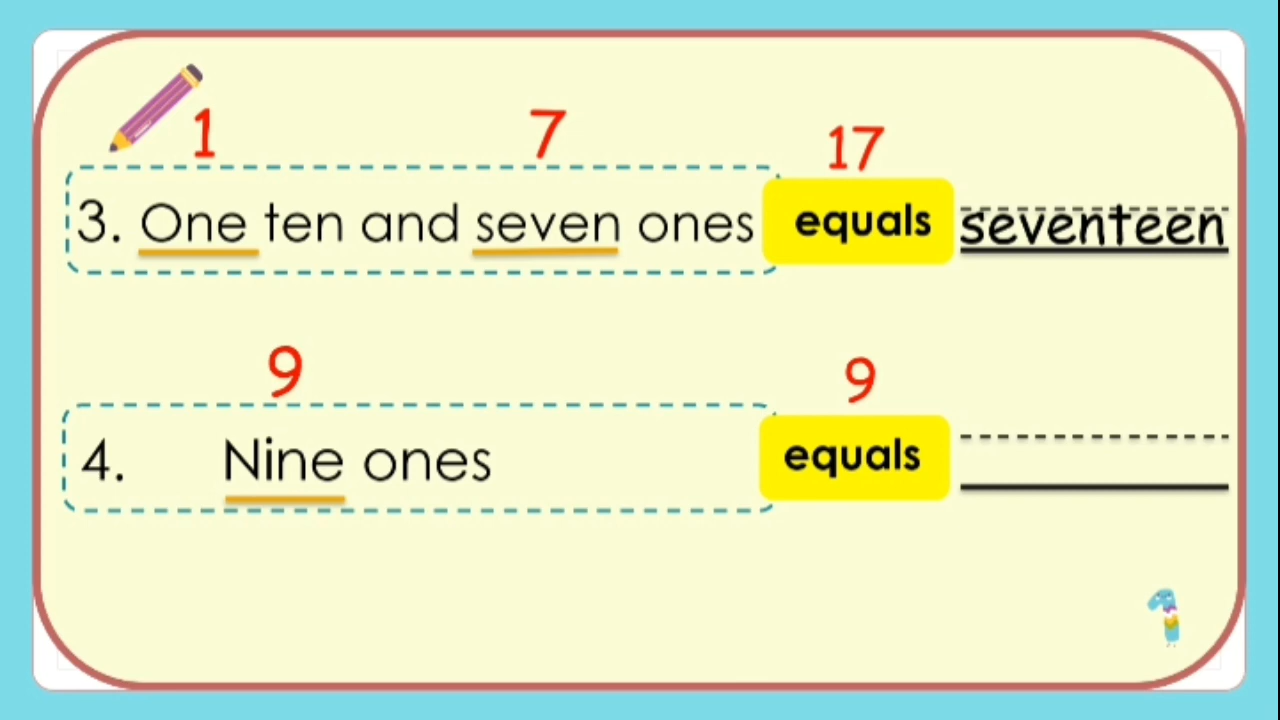 1 7 17
3. One ten and seven ones equals seventeen
9 9
4. Nine ones equals